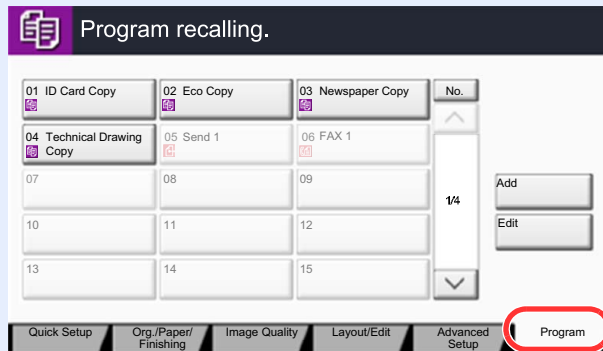 Program recalling.
01 ID Card Copy
02 Eco Copy
03 Newspaper Copy
No.
04 Technical Drawing
Copy
05 Send 1
06 FAX 1
07
08
09
1/4
Add
10
11
12
Edit
13
14
15
Quick Setup
Org./Paper/
Finishing
Image Quality
Layout/Edit
Advanced
Setup
Program